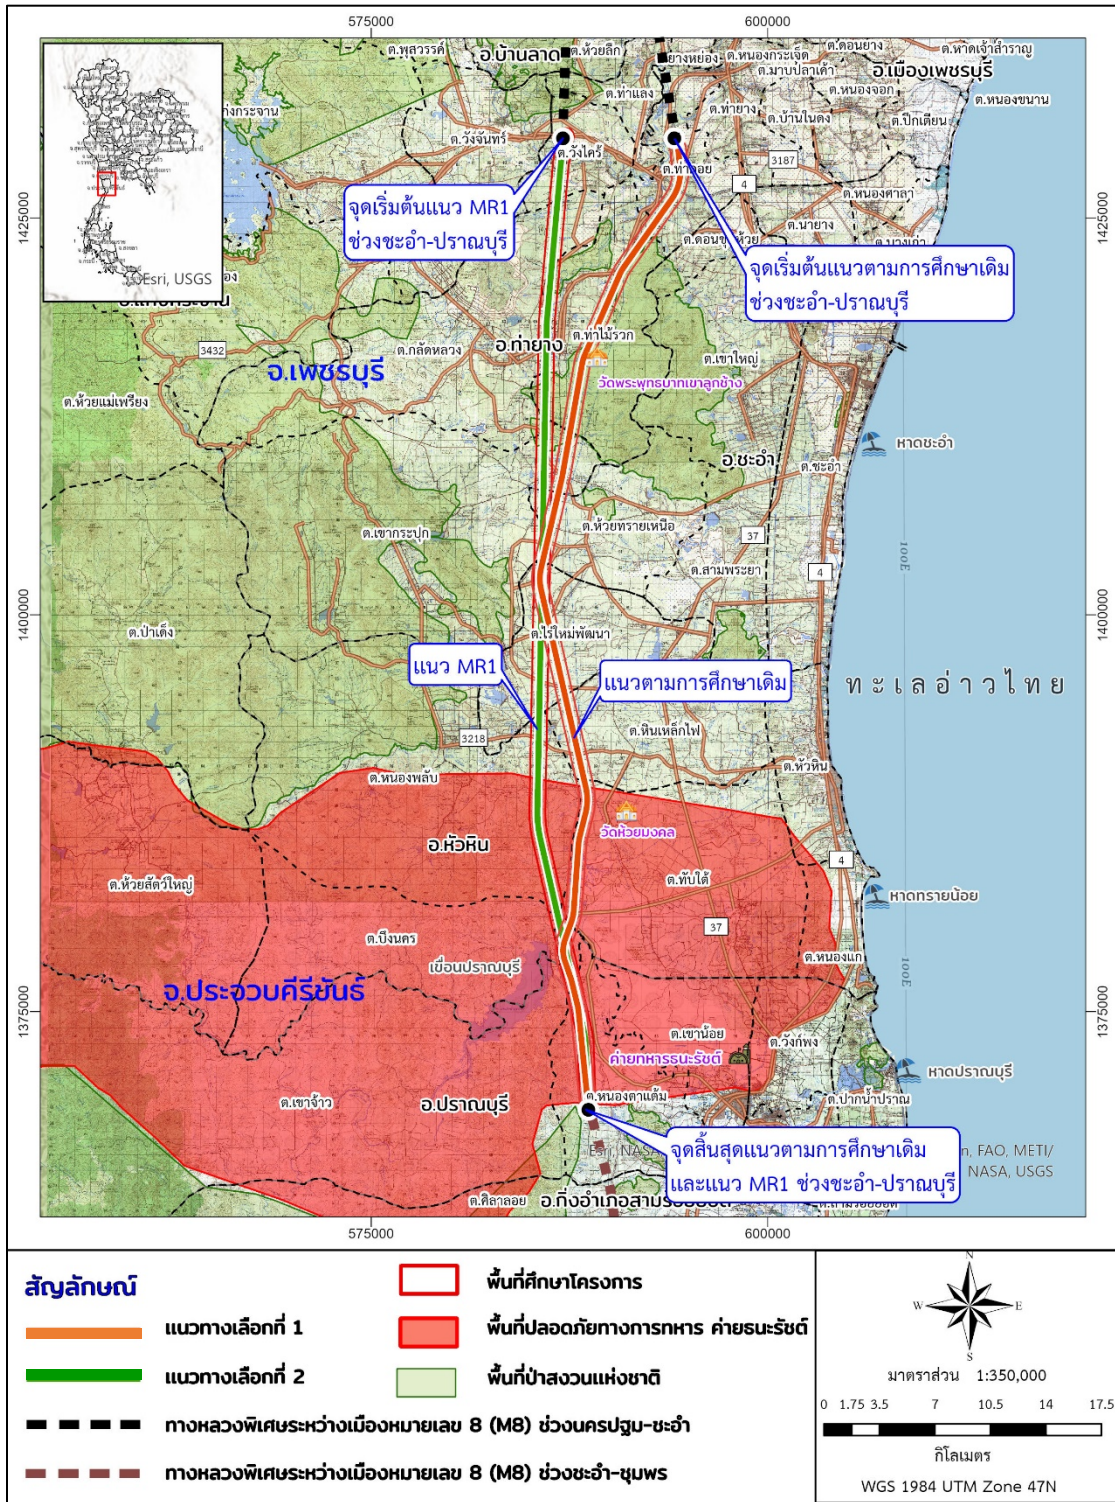 575000
600000
ต.พุสวรรค์
อ.บ้านลาด
ต.ห้วยลึก
ต.หนองกระเจ็ด
ต.ดอนยาง
ต.หาดเจ้าสำราญ
ต.มาบปลาเค้า
อ.เมืองเพชรบุรี
ต.ท่าแลง
ต.หนองจอก
ต.หนองขนาน
ต.ท่ายาง
ต.บ้านในดง
ต.ปึกเตียน
ต.วังจันทร์
ต.วังไคร้
3187
4
ต.หนองศาลา
ต.นายาง
1425000
1425000
จุดเริ่มต้นแนว MR1
ช่วงชะอำ-ปราณบุรี
จุดเริ่มต้นแนวตามการศึกษาเดิม
ช่วงชะอำ-ปราณบุรี
Esri, USGS
ต.ท่าไม้รวก
อ.ท่ายาง
ต.กลัดหลวง
3432
จ.เพชรบุรี
ต.เขาใหญ่
วัดพระพุทธบาทเขาลูกช้าง
ต.ห้วยแม่เพรียง
หาดชะอำ
อ.ชะอำ
ต.ชะอำ
ต.ห้วยทรายเหนือ
ต.เขากระปุก
37
100E
ต.สามพระยา
4
1400000
1400000
ต.ป่าเด็ง
ต.ไร่ใหม่พัฒนา
แนว MR1
แนวตามการศึกษาเดิม
ทะเลอ่าวไทย
3218
ต.หินเหล็กไฟ
ต.หัวหิน
ต.หนองพลับ
วัดห้วยมงคล
อ.หัวหิน
4
ต.ห้วยสัตว์ใหญ่
ต.ทับใต้
หาดทรายน้อย
37
ต.บึงนคร
เขื่อนปราณบุรี
ต.หนองแก
100E
จ.ประจวบคีรีขันธ์
1375000
1375000
ต.เขาน้อย
ต.วังก์พง
ค่ายทหารธนะรัชต์
หาดปราณบุรี
ต.หนองตาแต้ม
ต.ปากน้ำปราณ
ต.เขาจ้าว
อ.ปราณบุรี
จุดสิ้นสุดแนวตามการศึกษาเดิม
และแนว MR1 ช่วงชะอำ-ปราณบุรี
n, FAO, METI/
NASA, USGS
ต.ศิลาลอย
575000
600000
สัญลักษณ์
แนวทางเลือกที่ 1
แนวทางเลือกที่ 2
ทางหลวงพิเศษระหว่างเมืองหมายเลข 8 (M8) ช่วงนครปฐม-ชะอำ
ทางหลวงพิเศษระหว่างเมืองหมายเลข 8 (M8) ช่วงชะอำ-ชุมพร
พื้นที่ศึกษาโครงการ
พื้นที่ปลอดภัยทางการทหาร ค่ายธนะรัชต์
พื้นที่ป่าสงวนแห่งชาติ
N
W
E
S
มาตราส่วน 1:350,000
0 1.75 3.5 7 10.5 14 17.5
กิโลเมตร
WGS 1984 UTM Zone 47N